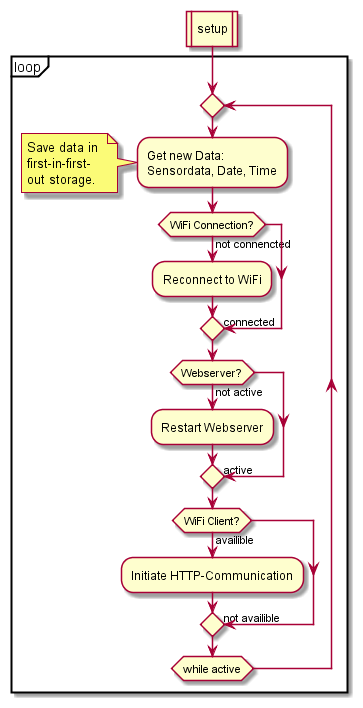 setup
loop
Save data in
first-in-first-
out storage.
Get new Data:
Sensordata, Date, Time
WiFi Connection?
not connencted
Reconnect to WiFi
connected
Webserver?
not active
Restart Webserver
active
WiFi Client?
availible
Initiate HTTP-Communication
not availible
while active